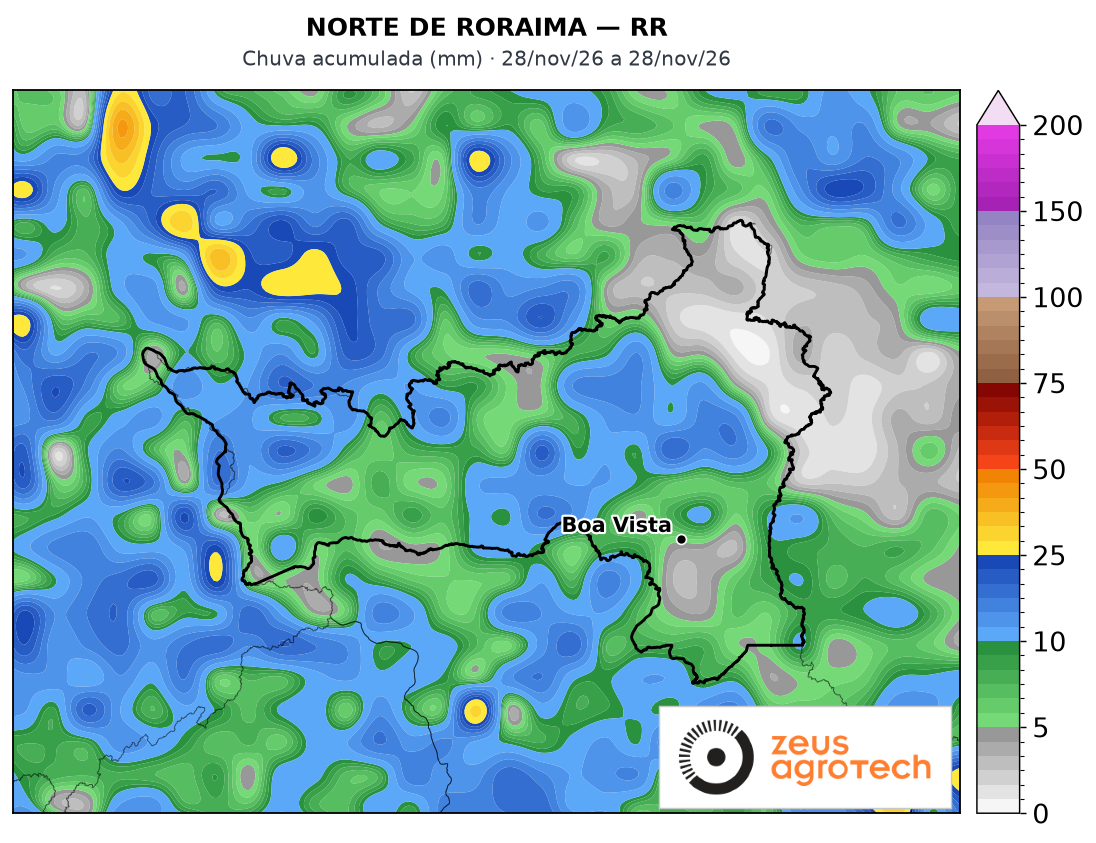 NORTE DE RORAIMA — RR
Chuva acumulada (mm) · 28/nov/26 a 28/nov/26
200
150
100
75
50
25
10
5
0
Boa Vista
zeus
agrotech